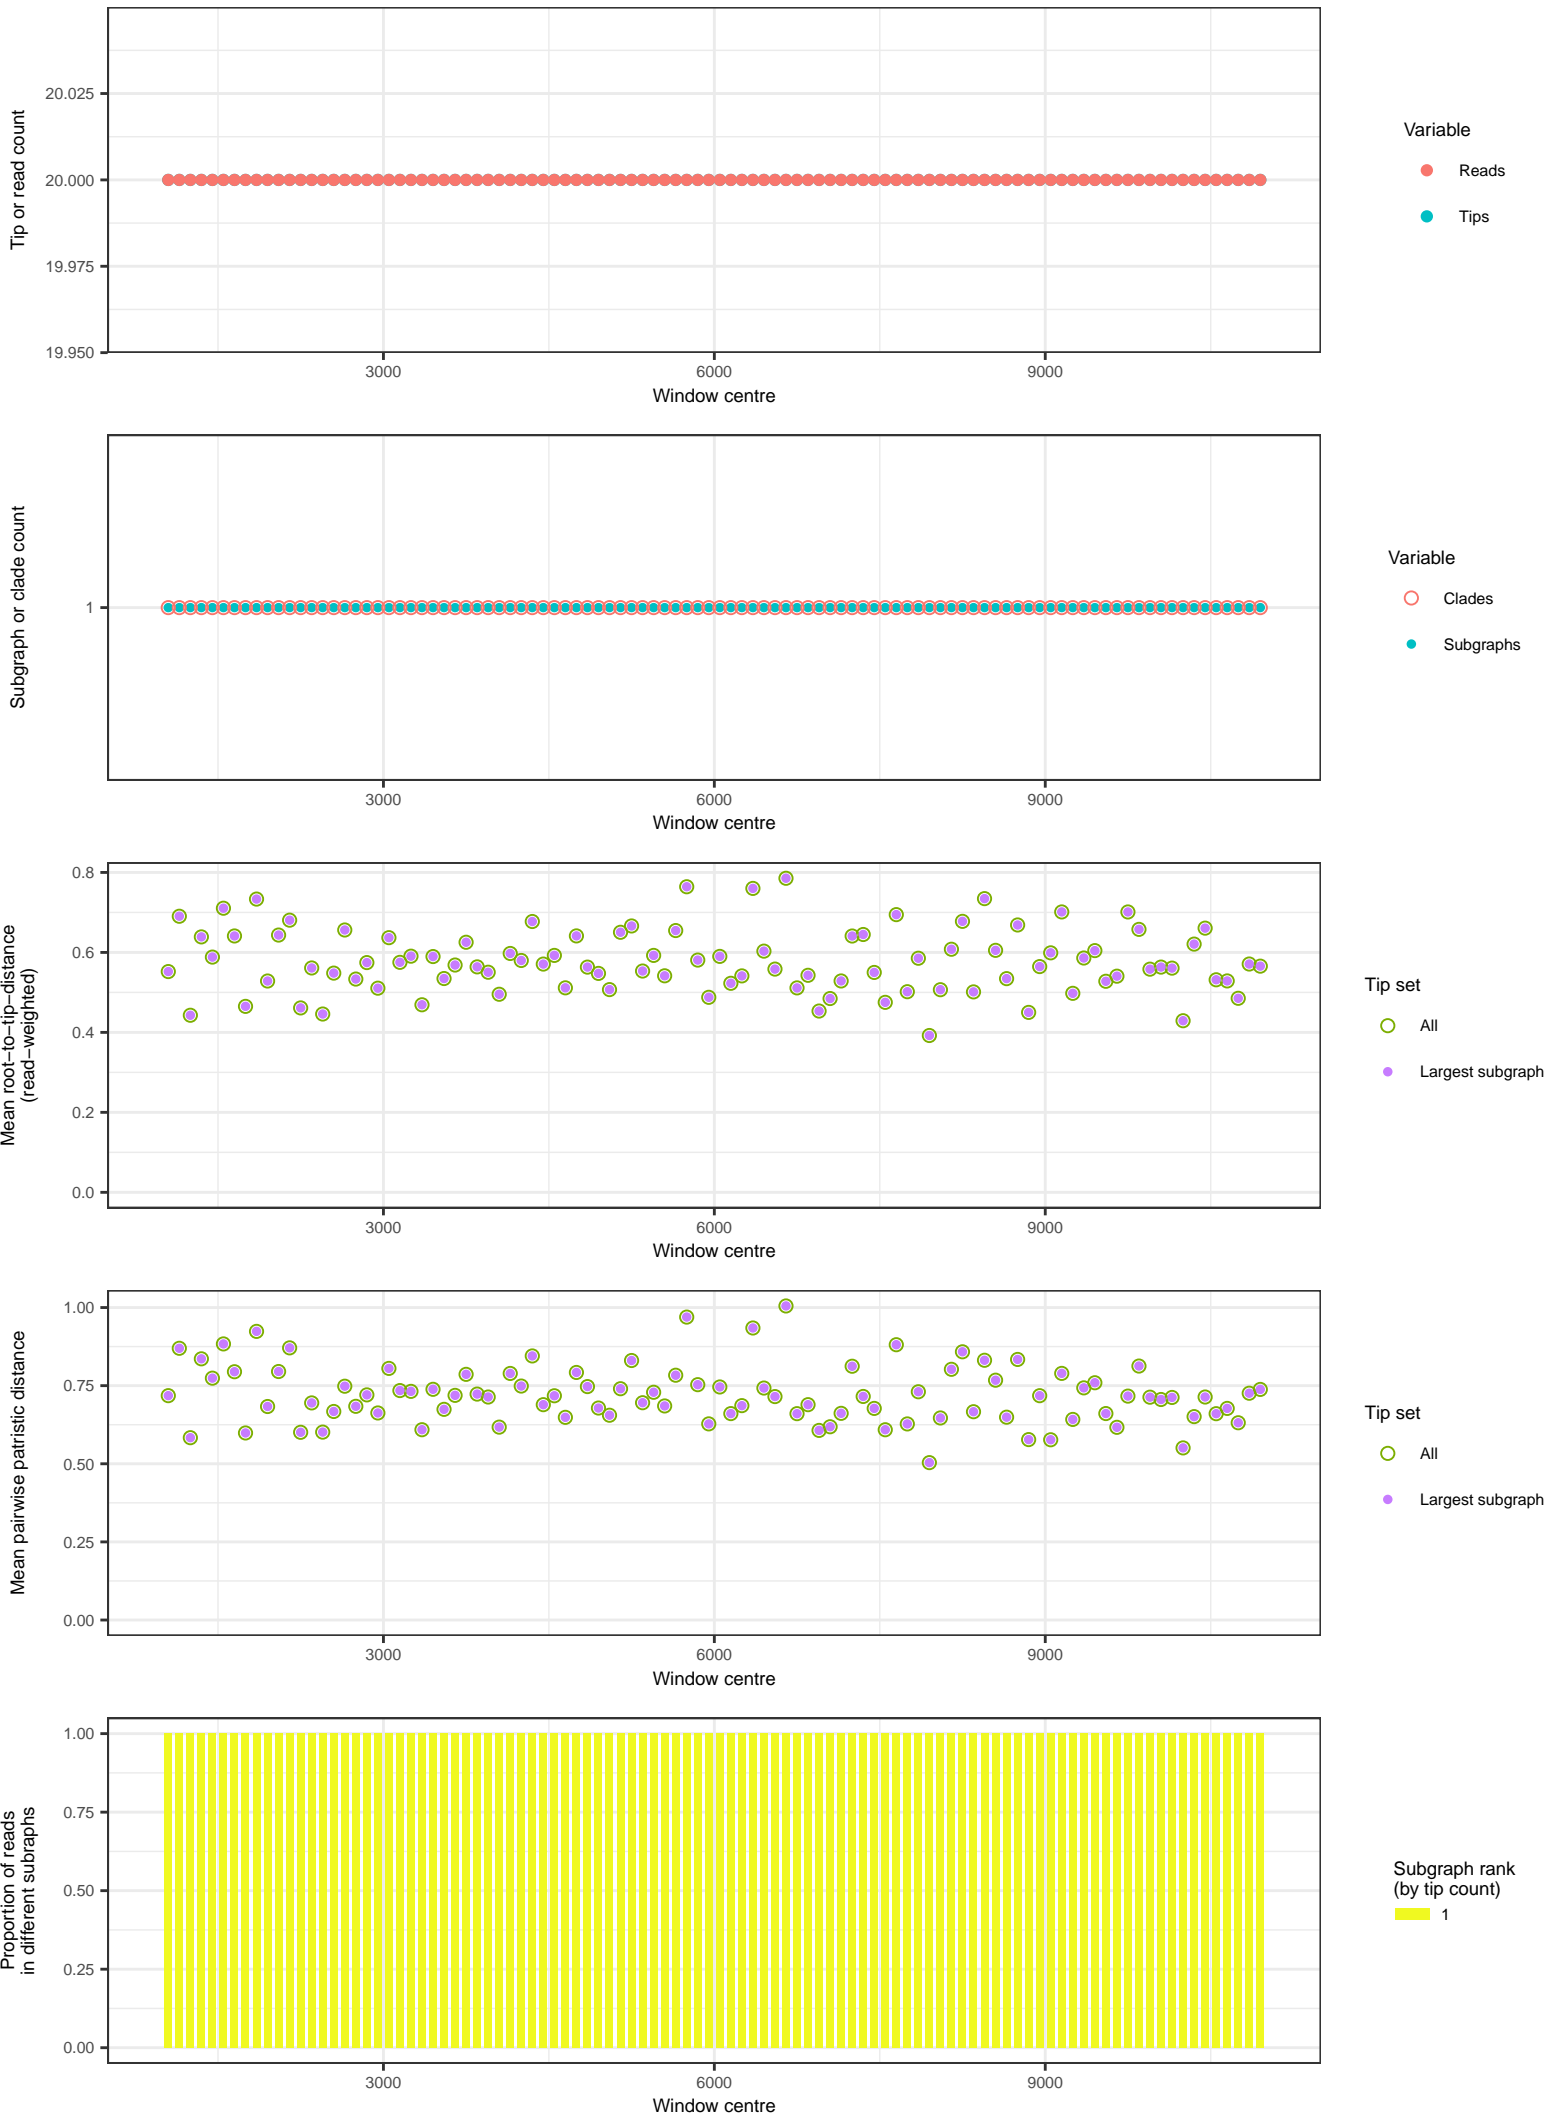 20.025
20.000
19.975
19.950
Tip or read count
3000 6000 9000
Window centre
Variable
Reads
Tips
1
Subgraph or clade count
3000 6000 9000
Window centre
Variable
Clades
Subgraphs
0.8
0.6
0.4
0.2
0.0
Mean root−to−tip−distance
(read−weighted)
3000 6000 9000
Window centre
Tip set
All
Largest subgraph
1.00
0.75
0.50
0.25
0.00
Mean pairwise patristic distance
3000 6000 9000
Window centre
Tip set
All
Largest subgraph
1.00
0.75
0.50
0.25
0.00
Proportion of reads
in different subraphs
3000 6000 9000
Window centre
Subgraph rank
(by tip count)
1